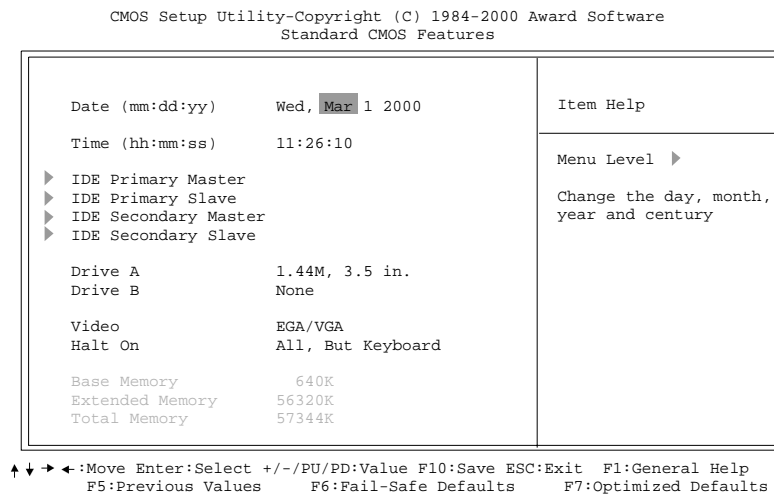 CMOS Setup Utility-Copyright (C) 1984-2000 Award Software
Standard CMOS Features
Date (mm:dd:yy) Wed, Mar 1 2000
Item Help
Time (hh:mm:ss) 11:26:10
Menu Level
IDE Primary Master
IDE Primary Slave
Change the day, month,
IDE Secondary Master
year and century
IDE Secondary Slave
Drive A 1.44M, 3.5 in.
Drive B None
Video EGA/VGA
Halt On All, But Keyboard
Base Memory 640K
Extended Memory 56320K
Total Memory 57344K
:Move Enter:Select +/-/PU/PD:Value F10:Save ESC:Exit F1:General Help
F5:Previous Values F6:Fail-Safe Defaults F7:Optimized Defaults